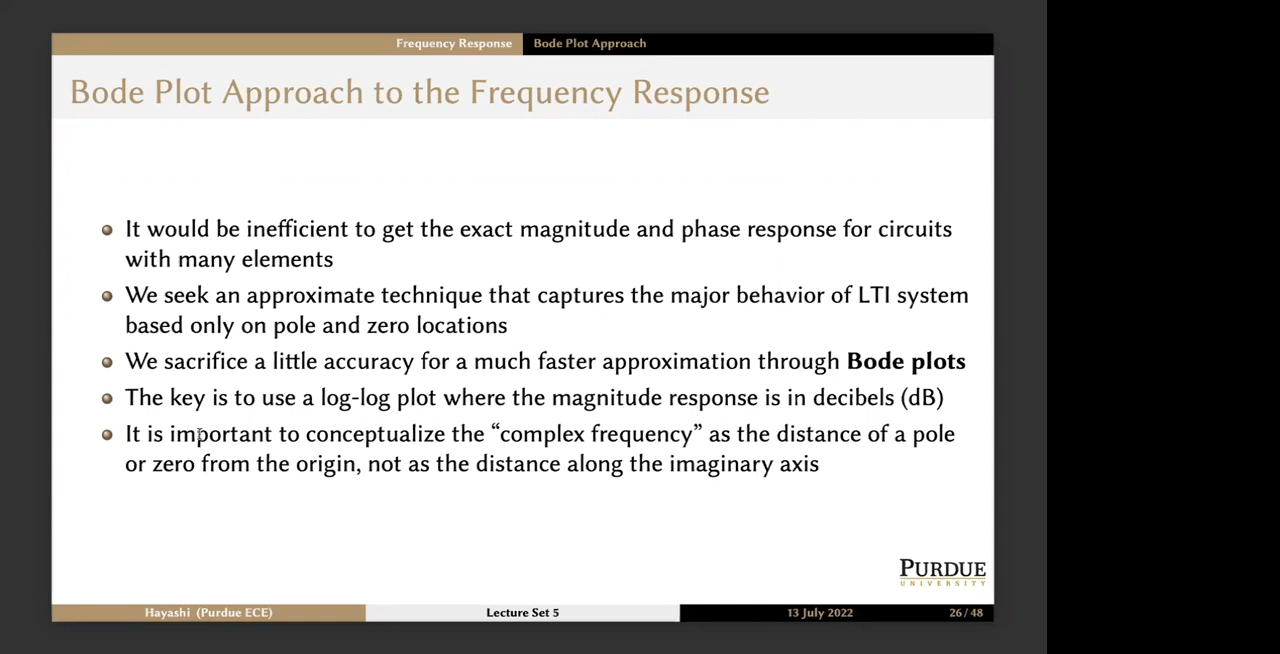 Frequency Response Bode Plot Approach
Bode Plot Approach to the Frequency Response
It would be inefficient to get the exact magnitude and phase response for circuits
with many elements
We seek an approximate technique that captures the major behavior of LTI system
based only on pole and zero locations
We sacrifice a little accuracy for a much faster approximation through Bode plots
The key is to use a log-log plot where the magnitude response is in decibels (dB)
It is important to conceptualize the “complex frequency” as the distance of a pole
or zero from the origin, not as the distance along the imaginary axis
PURDUE
UNIVERSITY
Hayashi (Purdue ECE) Lecture Set 5 13 July 2022 26 / 48